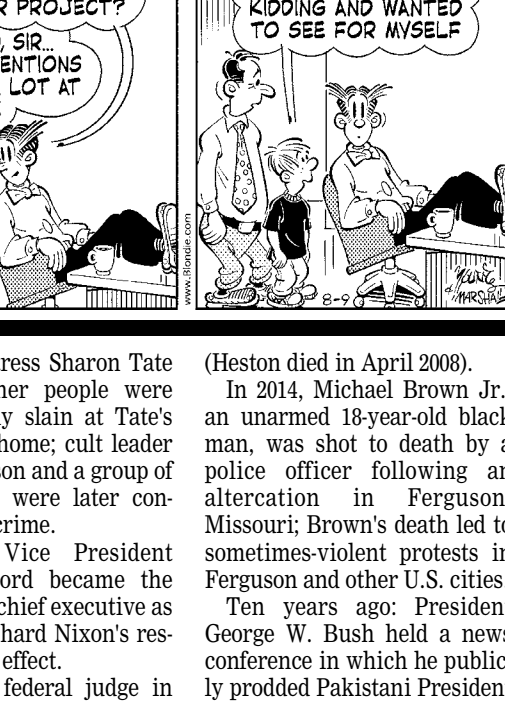 R PROJECT?
, SIR...
ENTIONS
LOT AT
KIDDING AND WANTED
TO SEE FOR MYSELF
www.Blondie.com
8-9
YOUNG
& MARSHALL
ress Sharon Tate
ner people were
y slain at Tate's
home; cult leader
son and a group of
were later con-
crime.
Vice President
ord became the
chief executive as
hard Nixon's res-
effect.
federal judge in
(Heston died in April 2008).
In 2014, Michael Brown Jr.
an unarmed 18-year-old black
man, was shot to death by a
police officer following an
altercation in Ferguson
Missouri; Brown's death led to
sometimes-violent protests in
Ferguson and other U.S. cities.
Ten years ago: President
George W. Bush held a news
conference in which he public
ly prodded Pakistani President